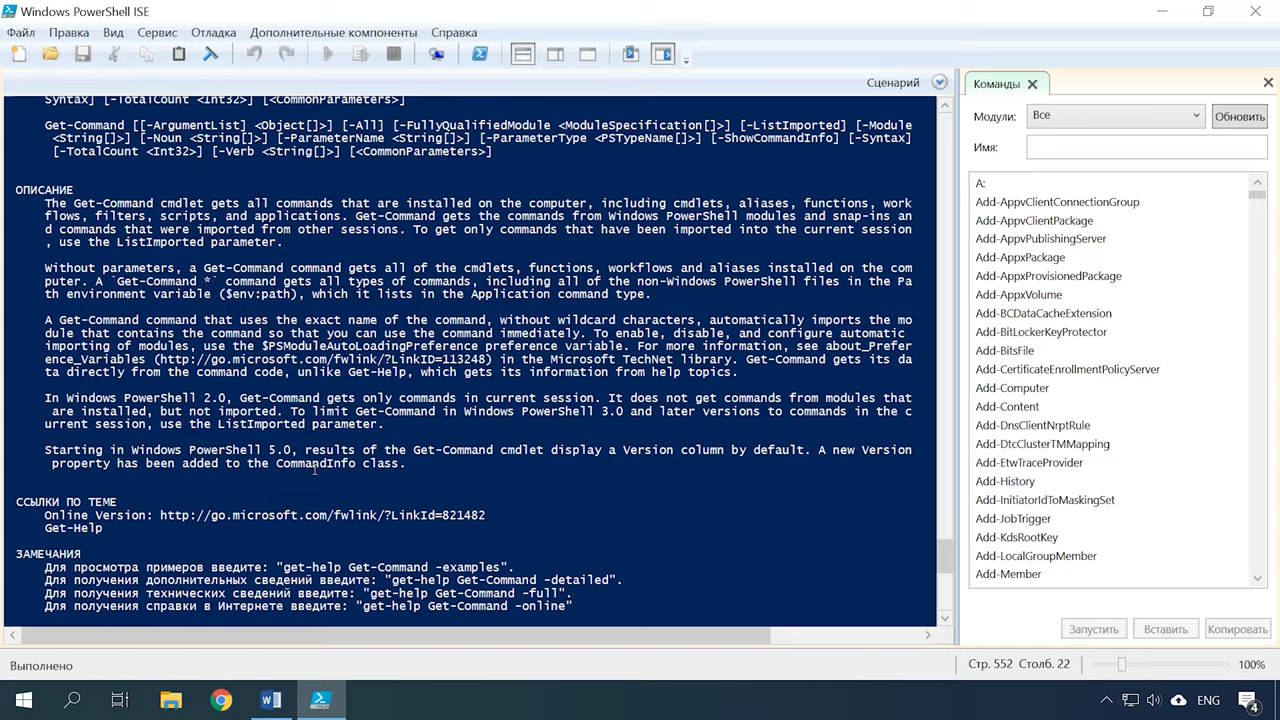 Windows PowerShell ISE
Файл Правка Вид Сервис Отладка Дополнительные компоненты Справка
Сценарий
Syntax] [-TotalCount <Int32>] [<CommonParameters>]
Get-Command [[-ArgumentList] <Object[]>] [-All] [-FullyQualifiedModule <ModuleSpecification[]>] [-ListImported] [-Module
<String[]>] [-Noun <String[]>] [-ParameterName <String[]>] [-ParameterType <PSTypeName[]>] [-ShowCommandInfo] [-Syntax]
[-TotalCount <Int32>] [-Verb <String[]>] [<CommonParameters>]
ОПИСАНИЕ
The Get-Command cmdlet gets all commands that are installed on the computer, including cmdlets, aliases, functions, work
flows, filters, scripts, and applications. Get-Command gets the commands from Windows PowerShell modules and snap-ins an
d commands that were imported from other sessions. To get only commands that have been imported into the current session
, use the ListImported parameter.
Without parameters, a Get-Command command gets all of the cmdlets, functions, workflows and aliases installed on the com
puter. A `Get-Command *` command gets all types of commands, including all of the non-Windows PowerShell files in the Pa
th environment variable ($env:path), which it lists in the Application command type.
A Get-Command command that uses the exact name of the command, without wildcard characters, automatically imports the mo
dule that contains the command so that you can use the command immediately. To enable, disable, and configure automatic
importing of modules, use the $PSModuleAutoLoadingPreference preference variable. For more information, see about_Prefer
ence_Variables (http://go.microsoft.com/fwlink/?LinkID=113248) in the Microsoft TechNet library. Get-Command gets its da
ta directly from the command code, unlike Get-Help, which gets its information from help topics.
In Windows PowerShell 2.0, Get-Command gets only commands in current session. It does not get commands from modules that
are installed, but not imported. To limit Get-Command in Windows PowerShell 3.0 and later versions to commands in the c
urrent session, use the ListImported parameter.
Starting in Windows PowerShell 5.0, results of the Get-Command cmdlet display a Version column by default. A new Version
property has been added to the CommandInfo class.
ССЫЛКИ ПО ТЕМЕ
Online Version: http://go.microsoft.com/fwlink/?LinkId=821482
Get-Help
ЗАМЕЧАНИЯ
Для просмотра примеров введите: "get-help Get-Command -examples".
Для получения дополнительных сведений введите: "get-help Get-Command -detailed".
Для получения технических сведений введите: "get-help Get-Command -full".
Для получения справки в Интернете введите: "get-help Get-Command -online"
Команды
Модули: Все Обновить
Имя:
A:
Add-AppvClientConnectionGroup
Add-AppvClientPackage
Add-AppvPublishingServer
Add-AppxPackage
Add-AppxProvisionedPackage
Add-AppxVolume
Add-BCDataCacheExtension
Add-BitLockerKeyProtector
Add-BitsFile
Add-CertificateEnrollmentPolicyServer
Add-Computer
Add-Content
Add-DnsClientNrptRule
Add-DtcClusterTMMapping
Add-EtwTraceProvider
Add-History
Add-InitiatorIdToMaskingSet
Add-JobTrigger
Add-KdsRootKey
Add-LocalGroupMember
Add-Member
Запустить Вставить Копировать
Выполнено
Стр. 552 Столб. 22
100%
ENG
4